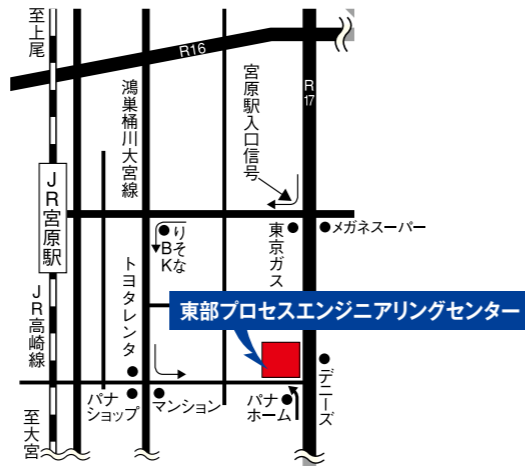 至上尾
R16
R17
鴻巣桶川大宮線
宮原駅入口信号
JR宮原駅
りそな
BK
東京ガス
メガネスーパー
トヨタレンタ
JR高崎線
東部プロセスエンジニアリングセンター
デニーズ
パナ
ショップ
マンション
パナ
ホーム
至大宮